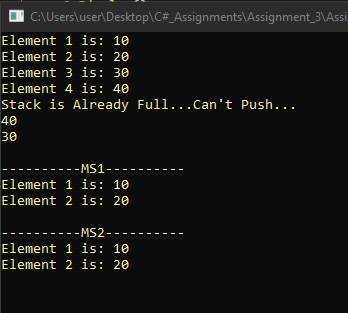 C:\Users\user\Desktop\C#_Assignments\Assignment_3\Assi
Element 1 is: 10
Element 2 is: 20
Element 3 is: 30
Element 4 is: 40
Stack is Already Full...Can't Push...
40
30
----------MS1----------
Element 1 is: 10
Element 2 is: 20
----------MS2----------
Element 1 is: 10
Element 2 is: 20